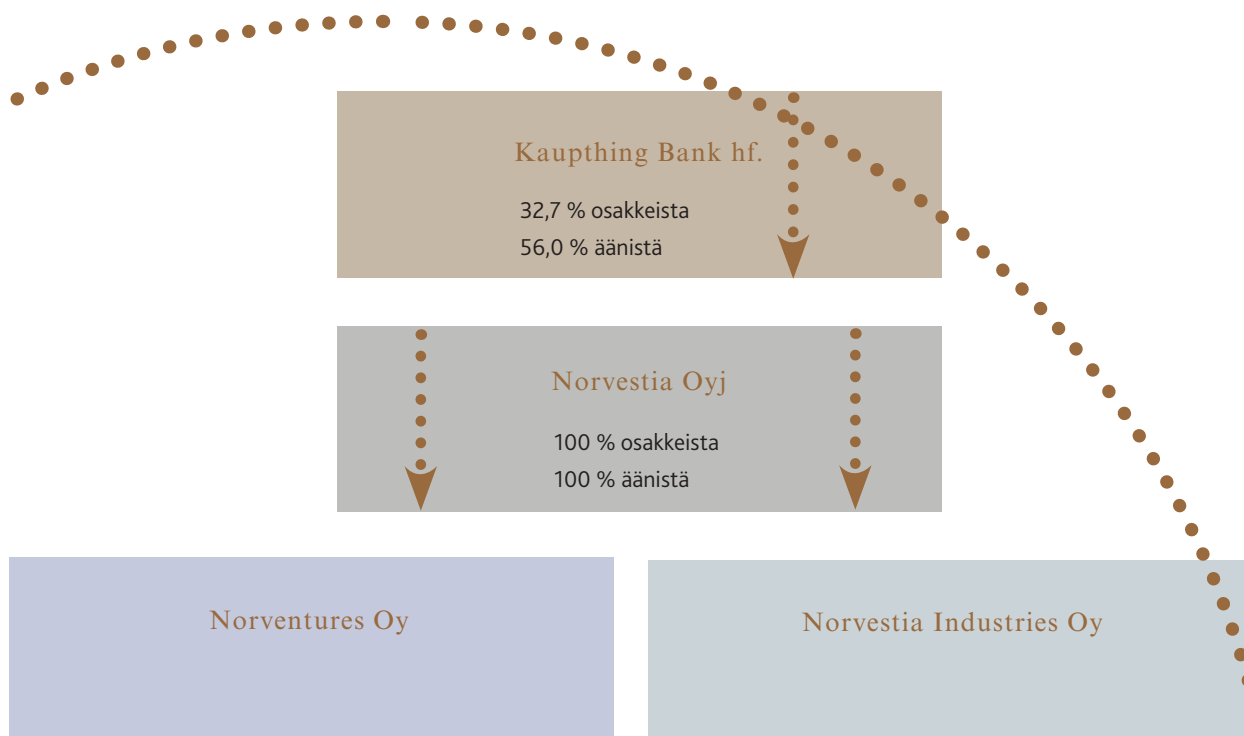 Kaupthing Bank hf.
32,7 % osakkeista
56,0 % äänistä
Norvestia Oyj
100 % osakkeista
100 % äänistä
Norventures Oy
Norvestia Industries Oy